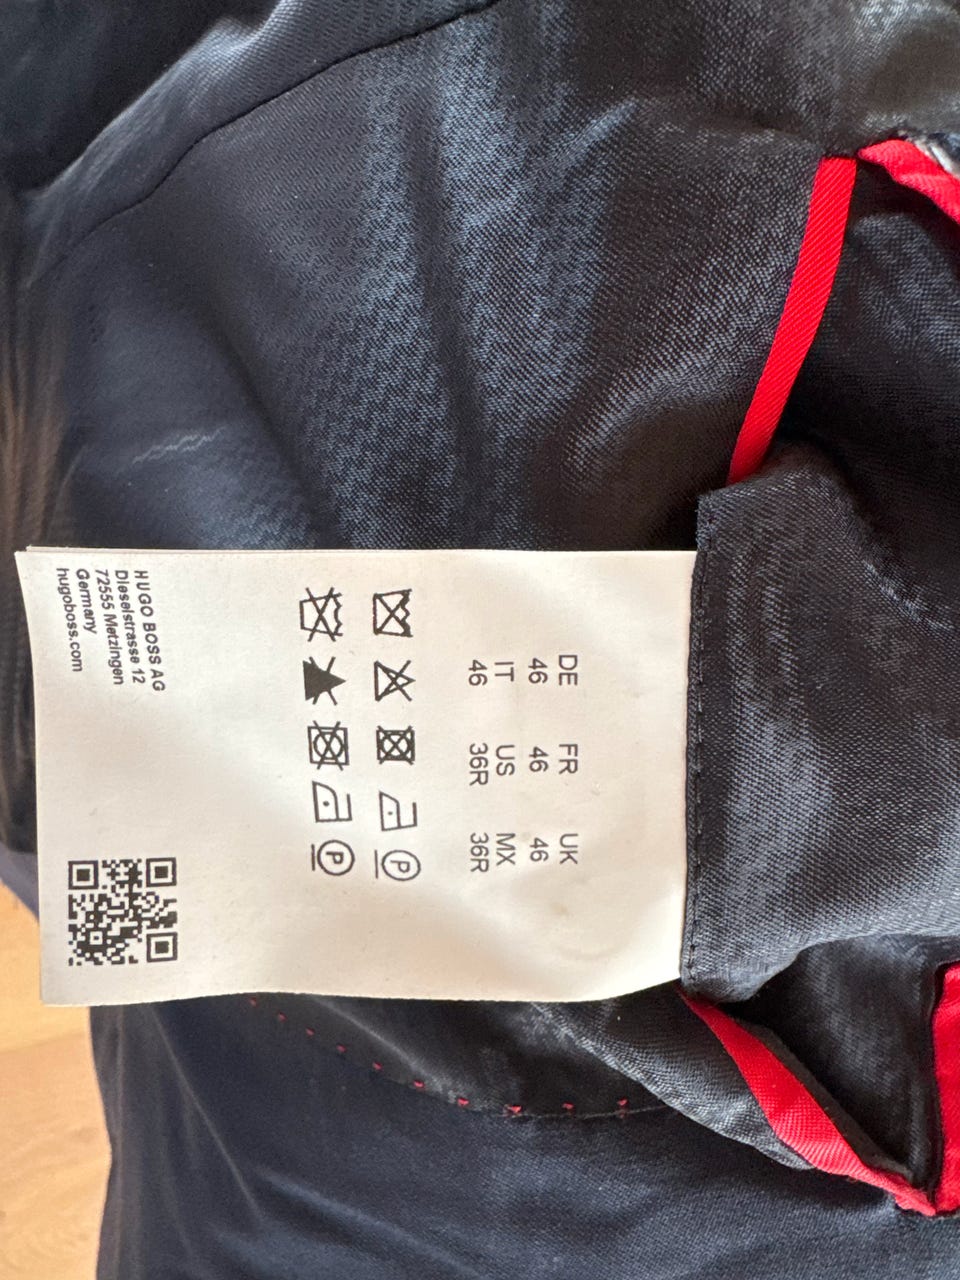 DE FR UK
46 46 46
IT US MX
46 36R 36R
P
P
HUGO BOSS AG
Dieselstrasse 12
72555 Metzingen
Germany
hugoboss.com